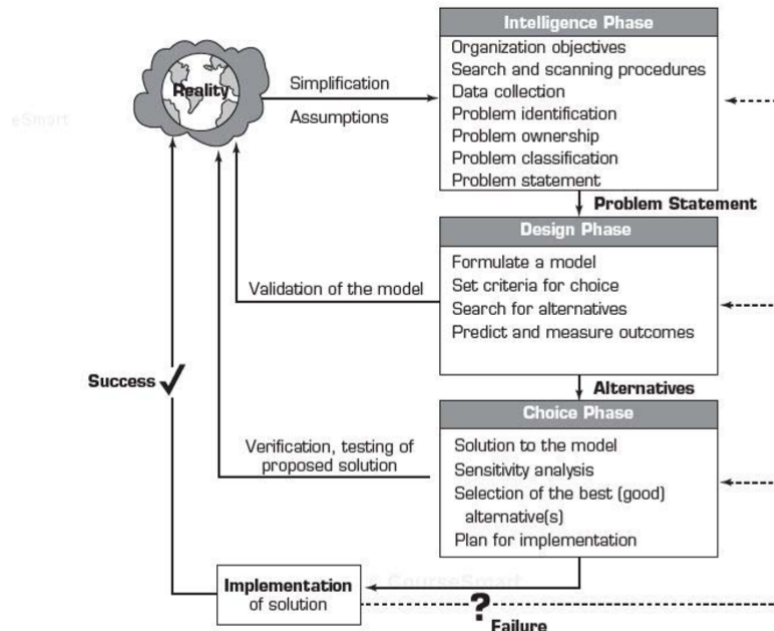 Intelligence Phase
Organization objectives
Search and scanning procedures
Data collection
Problem identification
Problem ownership
Problem classification
Problem statement
Reality
Simplification
Assumptions
eSmart
Problem Statement
Design Phase
Formulate a model
Set criteria for choice
Search for alternatives
Predict and measure outcomes
Validation of the model
Alternatives
Success
Choice Phase
Solution to the model
Sensitivity analysis
Selection of the best (good)
alternative(s)
Plan for implementation
Verification, testing of
proposed solution
CourseSmart
Implementation
of solution
?
Failure